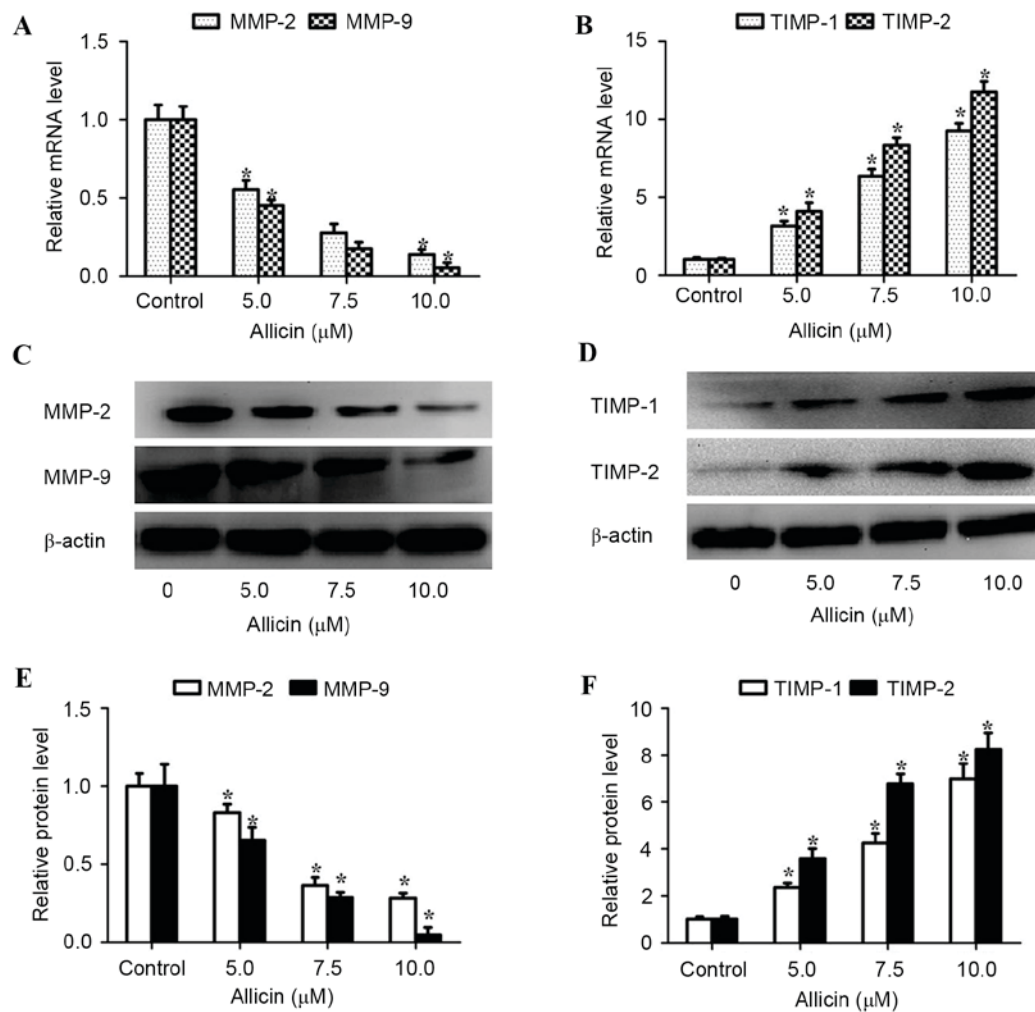 A
MMP-2 MMP-9
Relative mRNA level
1.5
1.0
0.5
0.0
* * * *
Control 5.0 7.5 10.0
Allicin (μM)
B
TIMP-1 TIMP-2
Relative mRNA level
15
10
5
0
* * * * * *
Control 5.0 7.5 10.0
Allicin (μM)
C
MMP-2
MMP-9
β-actin
0 5.0 7.5 10.0
Allicin (μM)
D
TIMP-1
TIMP-2
β-actin
0 5.0 7.5 10.0
Allicin (μM)
E
MMP-2 MMP-9
Relative protein level
1.5
1.0
0.5
0.0
* * * * * *
Control 5.0 7.5 10.0
Allicin (μM)
F
TIMP-1 TIMP-2
Relative protein level
10
8
6
4
2
0
* * * * * *
Control 5.0 7.5 10.0
Allicin (μM)